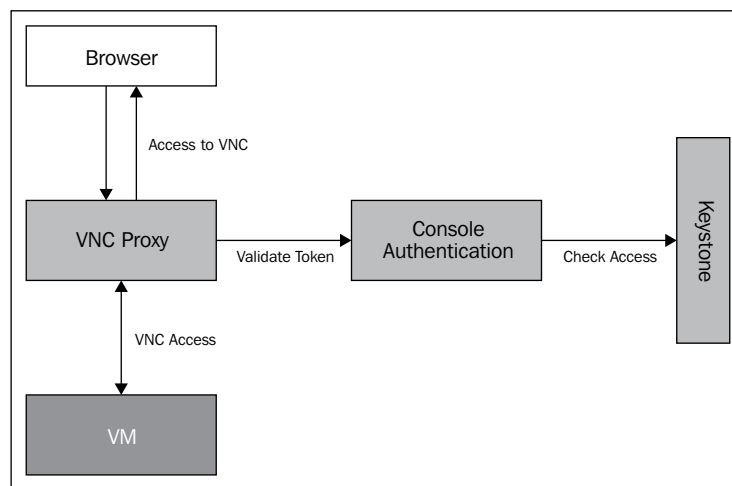 Browser
Access to VNC
VNC Proxy
Validate Token
Console
Authentication
Check Access
Keystone
VNC Access
VM